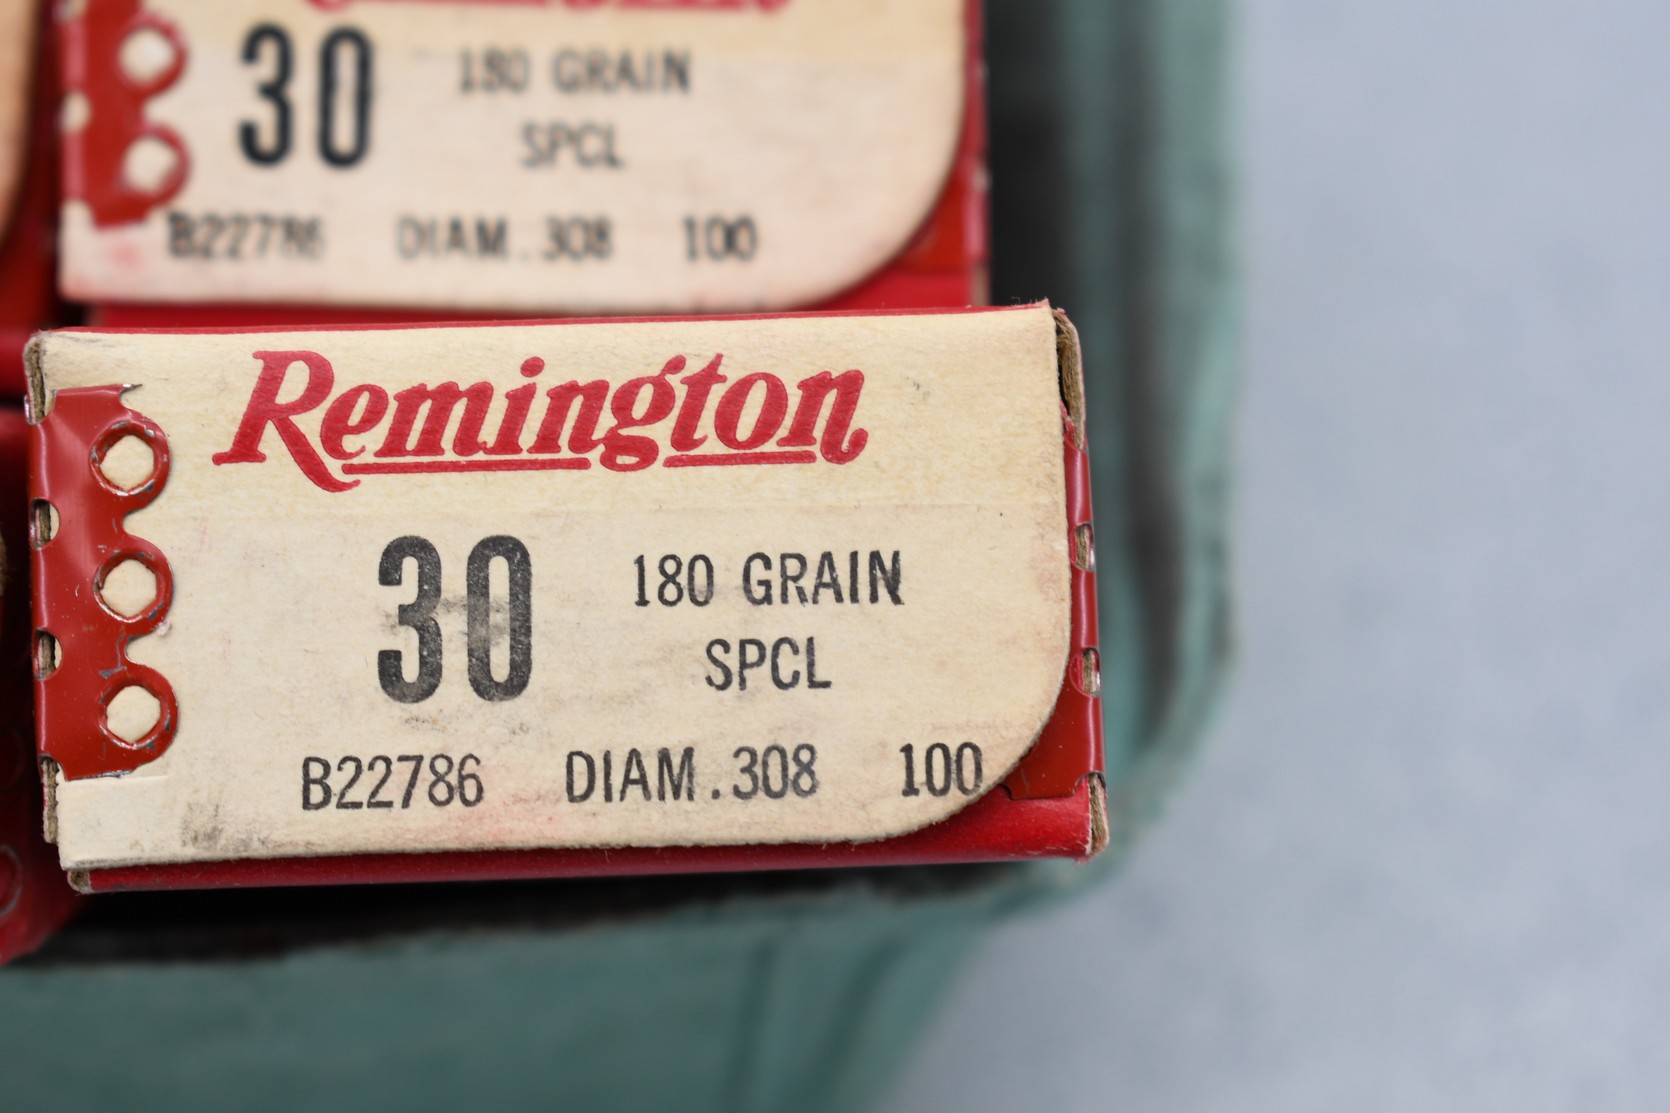 30 180 GRAIN
SPCL
B22786 DIAM. 308 100
Remington
30 180 GRAIN
SPCL
B22786 DIAM .308 100